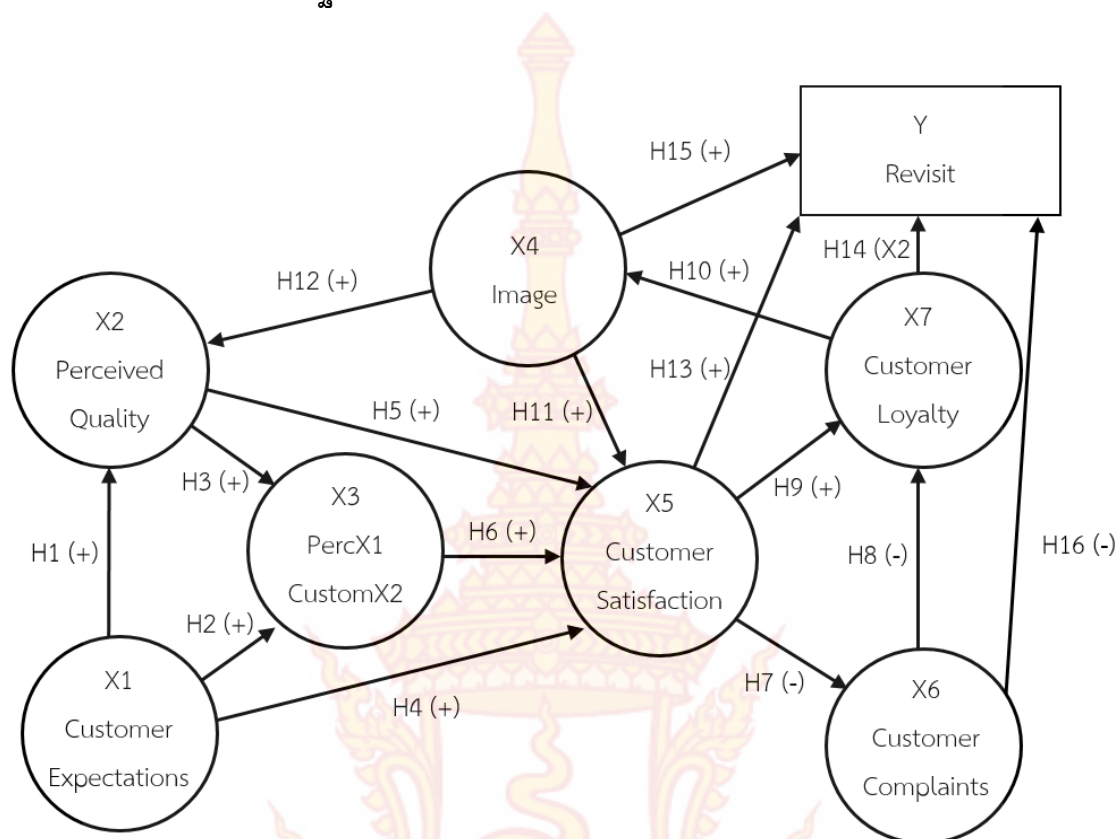 Y
Revisit
H15 (+)
X4
Image
H14 (X2
H10 (+)
H12 (+)
X2
Perceived
Quality
X7
Customer
Loyalty
H13 (+)
H5 (+)
H11 (+)
H3 (+)
X3
PercX1
CustomX2
H6 (+)
X5
Customer
Satisfaction
H9 (+)
H1 (+)
H8 (-)
H16 (-)
H2 (+)
X1
Customer
Expectations
H4 (+)
H7 (-)
X6
Customer
Complaints